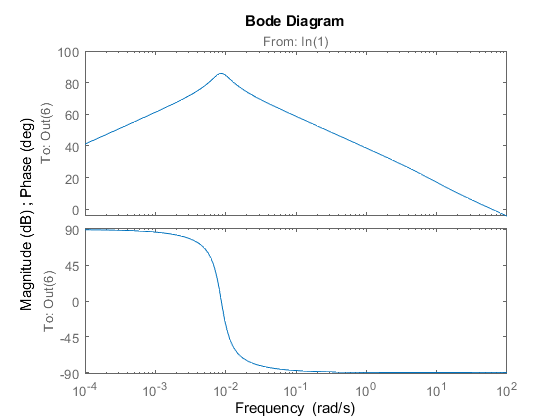 Bode Diagram
From: In(1)
Magnitude (dB) ; Phase (deg)
To: Out(6)
100
80
60
40
20
0
To: Out(6)
90
45
0
-45
-90
10^-4 10^-3 10^-2 10^-1 10^0 10^1 10^2
Frequency (rad/s)